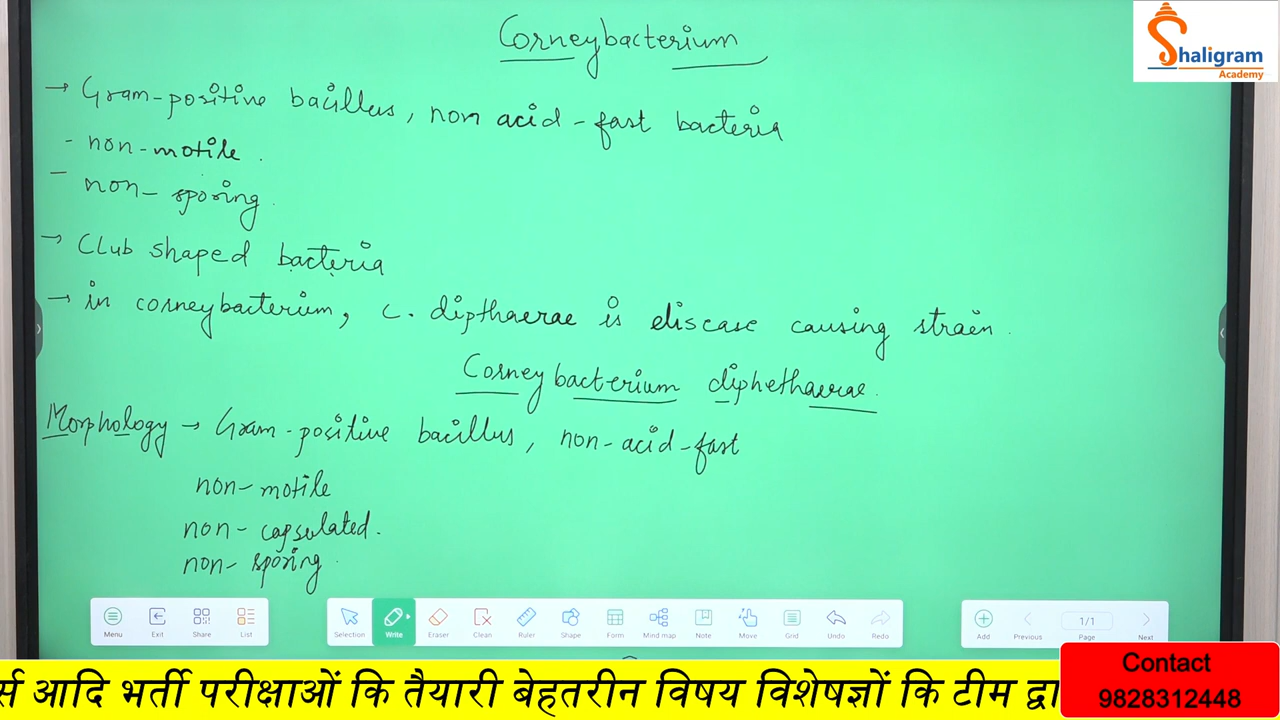 Corneybacterium
Shaligram
Academy
→ Gram-positive bacillus, non acid-fast bacteria
- non-motile.
- non-sporing.
→ Club shaped bacteria
→ in corneybacterium, c. dipthaerae is disease causing strain.
Corneybacterium diphethaerae.
Morphology → Gram-positive bacillus, non-acid-fast
non-motile
non-capsulated.
non-sporing.
Menu Exit Share List Selection Write Eraser Clean Ruler Shape Form Mind map Note Move Grid Undo Redo Add Previous 1/1 Page Next
र्स आदि भर्ती परीक्षाओं कि तैयारी बेहतरीन विषय विशेषज्ञों कि टीम द्वा
Contact
9828312448